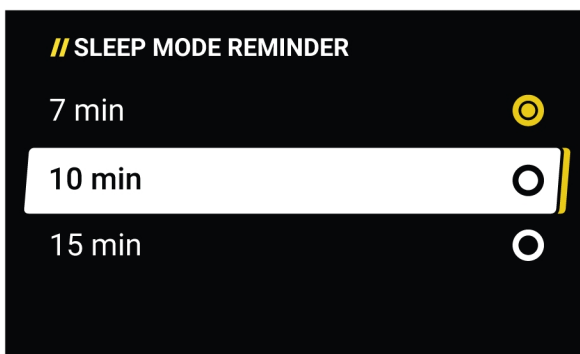 // SLEEP MODE REMINDER
7 min
10 min
15 min